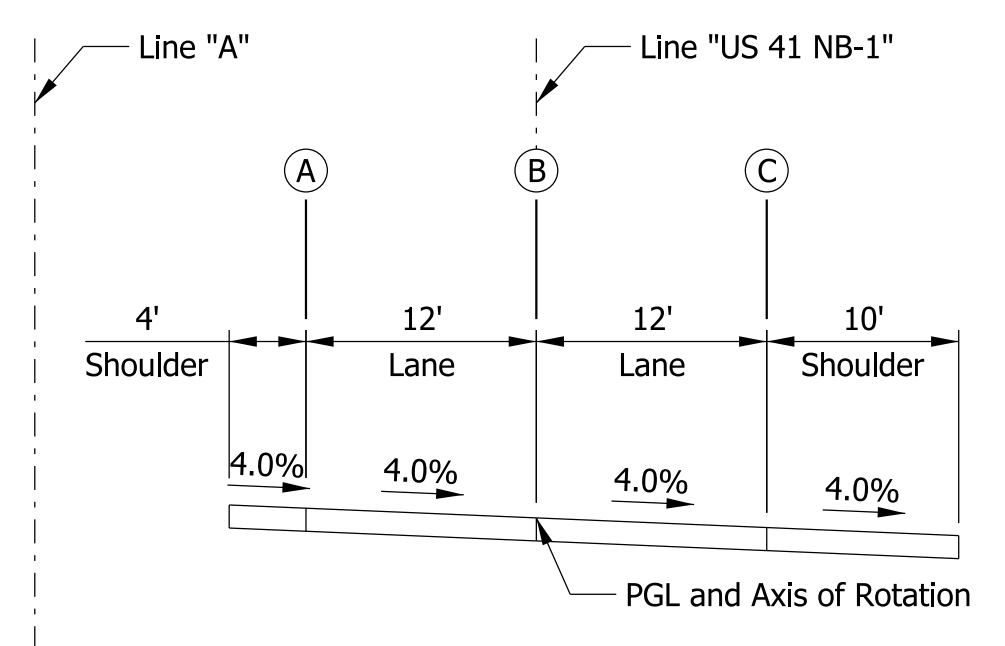 Line "A"
Line "US 41 NB-1"
A
B
C
4'
12'
12'
10'
Shoulder
Lane
Lane
Shoulder
4.0%
4.0%
4.0%
4.0%
PGL and Axis of Rotation